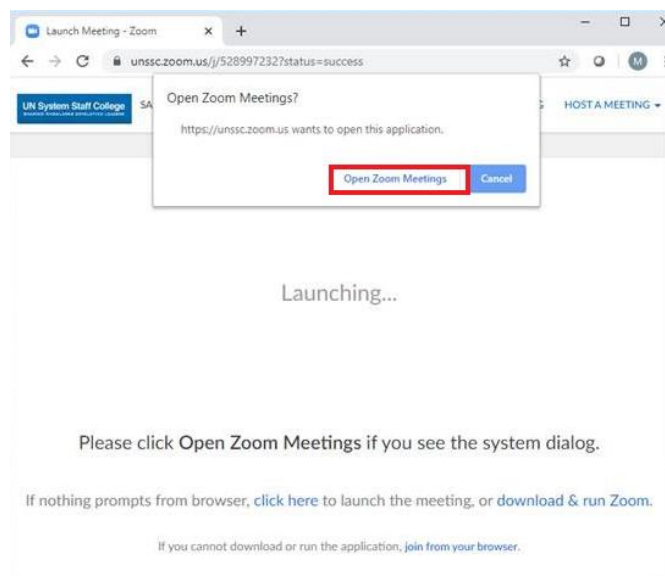 Launch Meeting - Zoom
unssc.zoom.us/j/528997232?status=success
M
UN System Staff College
SA
HOST A MEETING
Open Zoom Meetings?
https://unssc.zoom.us wants to open this application.
Open Zoom Meetings Cancel
Launching...
Please click Open Zoom Meetings if you see the system dialog.
If nothing prompts from browser, click here to launch the meeting, or download & run Zoom.
If you cannot download or run the application, join from your browser.